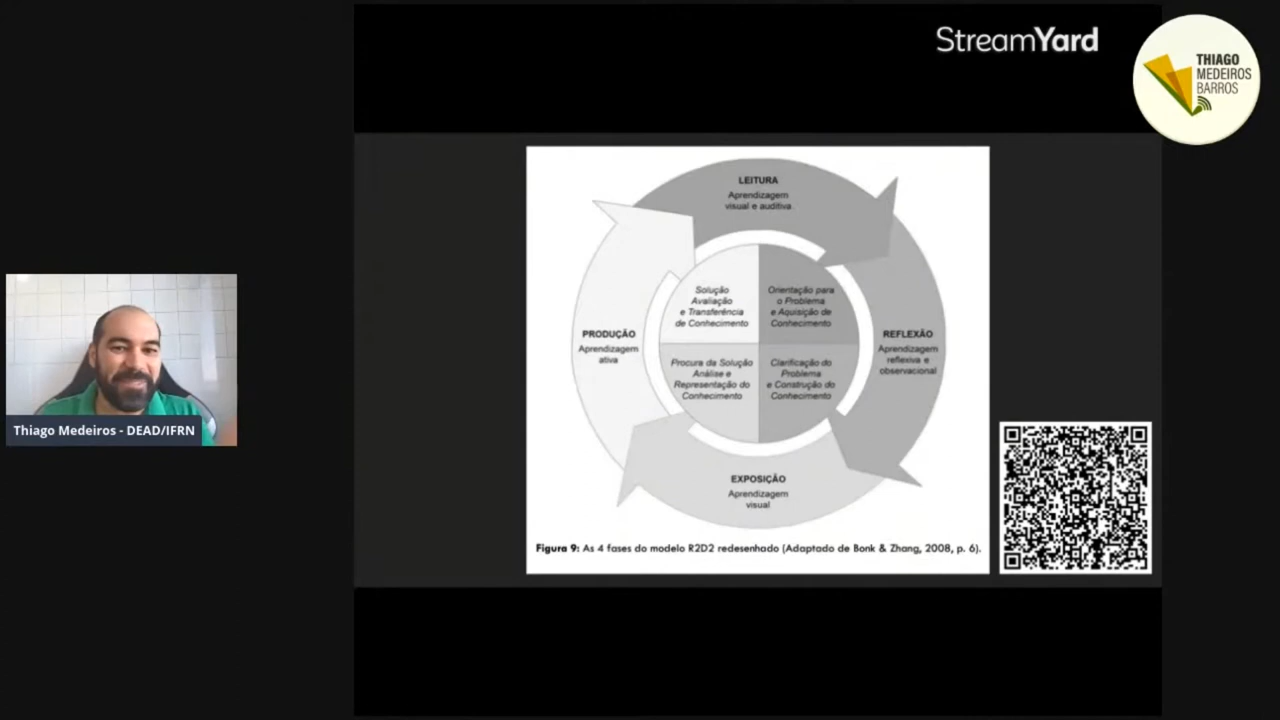 StreamYard
THIAGO
MEDEIROS
BARROS
LEITURA
Aprendizagem
visual e auditiva
Solução
Avaliação
e Transferência
de Conhecimento
Orientação para
o Problema
e Aquisição de
Conhecimento
PRODUÇÃO
Aprendizagem
ativa
REFLEXÃO
Aprendizagem
reflexiva e
observacional
Procura da Solução
Análise e
Representação do
Conhecimento
Clarificação do
Problema
e Construção do
Conhecimento
Thiago Medeiros - DEAD/IFRN
EXPOSIÇÃO
Aprendizagem
visual
Figura 9: As 4 fases do modelo R2D2 redesenhado (Adaptado de Bonk & Zhang, 2008, p. 6).